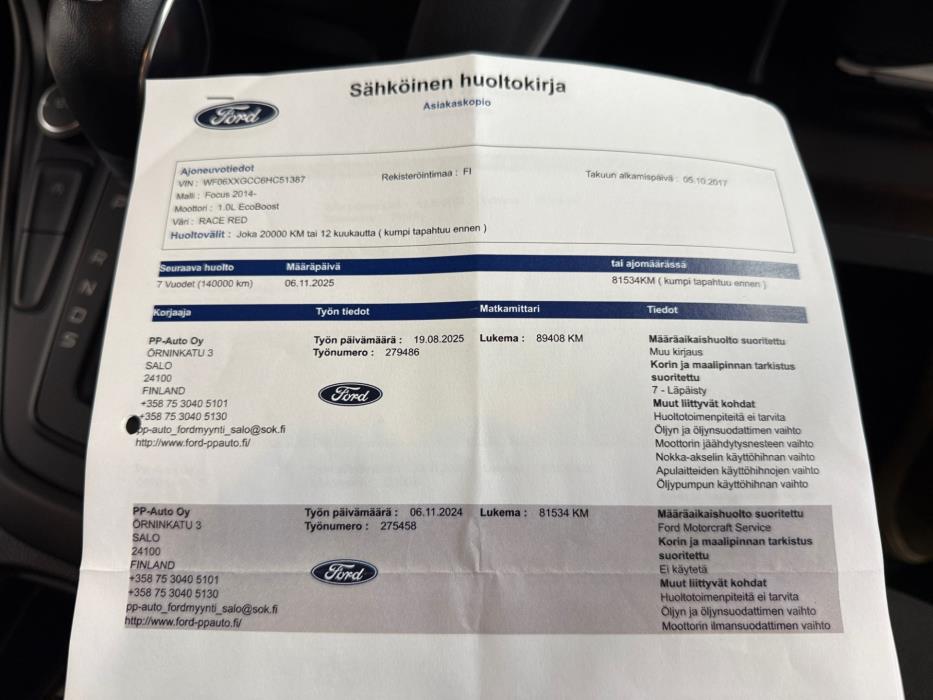 Sähköinen huoltokirja
Asiakaskopio
Ford
Ajoneuvotiedot
VIN : WF06XXGCC6HC51387
Rekisteröintimaa : FI
Takuun alkamispäivä : 05.10.2017
Malli : Focus 2014-
Moottori : 1.0L EcoBoost
Väri : RACE RED
Huoltovälit : Joka 20000 KM tai 12 kuukautta ( kumpi tapahtuu ennen )
Seuraava huolto Määräpäivä tai ajomäärässä
7 Vuodet (140000 km) 06.11.2025 81534KM ( kumpi tapahtuu ennen )
Korjaaja Työn tiedot Matkamittari Tiedot
PP-Auto Oy
ÖRNINKATU 3
SALO
24100
FINLAND
+358 75 3040 5101
+358 75 3040 5130
pp-auto_fordmyynti_salo@sok.fi
http://www.ford-ppauto.fi/
Työn päivämäärä : 19.08.2025
Työnumero : 279486
Ford
Lukema : 89408 KM
Määräaikaishuolto suoritettu
Muu kirjaus
Korin ja maalipinnan tarkistus
suoritettu
7 - Läpäisty
Muut liittyvät kohdat
Huoltotoimenpiteitä ei tarvita
Öljyn ja öljynsuodattimen vaihto
Moottorin jäähdytysnesteen vaihto
Nokka-akselin käyttöhihnan vaihto
Apulaitteiden käyttöhihnojen vaihto
Öljypumpun käyttöhihnan vaihto
PP-Auto Oy
ÖRNINKATU 3
SALO
24100
FINLAND
+358 75 3040 5101
+358 75 3040 5130
pp-auto_fordmyynti_salo@sok.fi
http://www.ford-ppauto.fi/
Työn päivämäärä : 06.11.2024
Työnumero : 275458
Ford
Lukema : 81534 KM
Määräaikaishuolto suoritettu
Ford Motorcraft Service
Korin ja maalipinnan tarkistus
suoritettu
Ei käytetä
Muut liittyvät kohdat
Huoltotoimenpiteitä ei tarvita
Öljyn ja öljynsuodattimen vaihto
Moottorin ilmansuodattimen vaihto
P
R
N
D
S